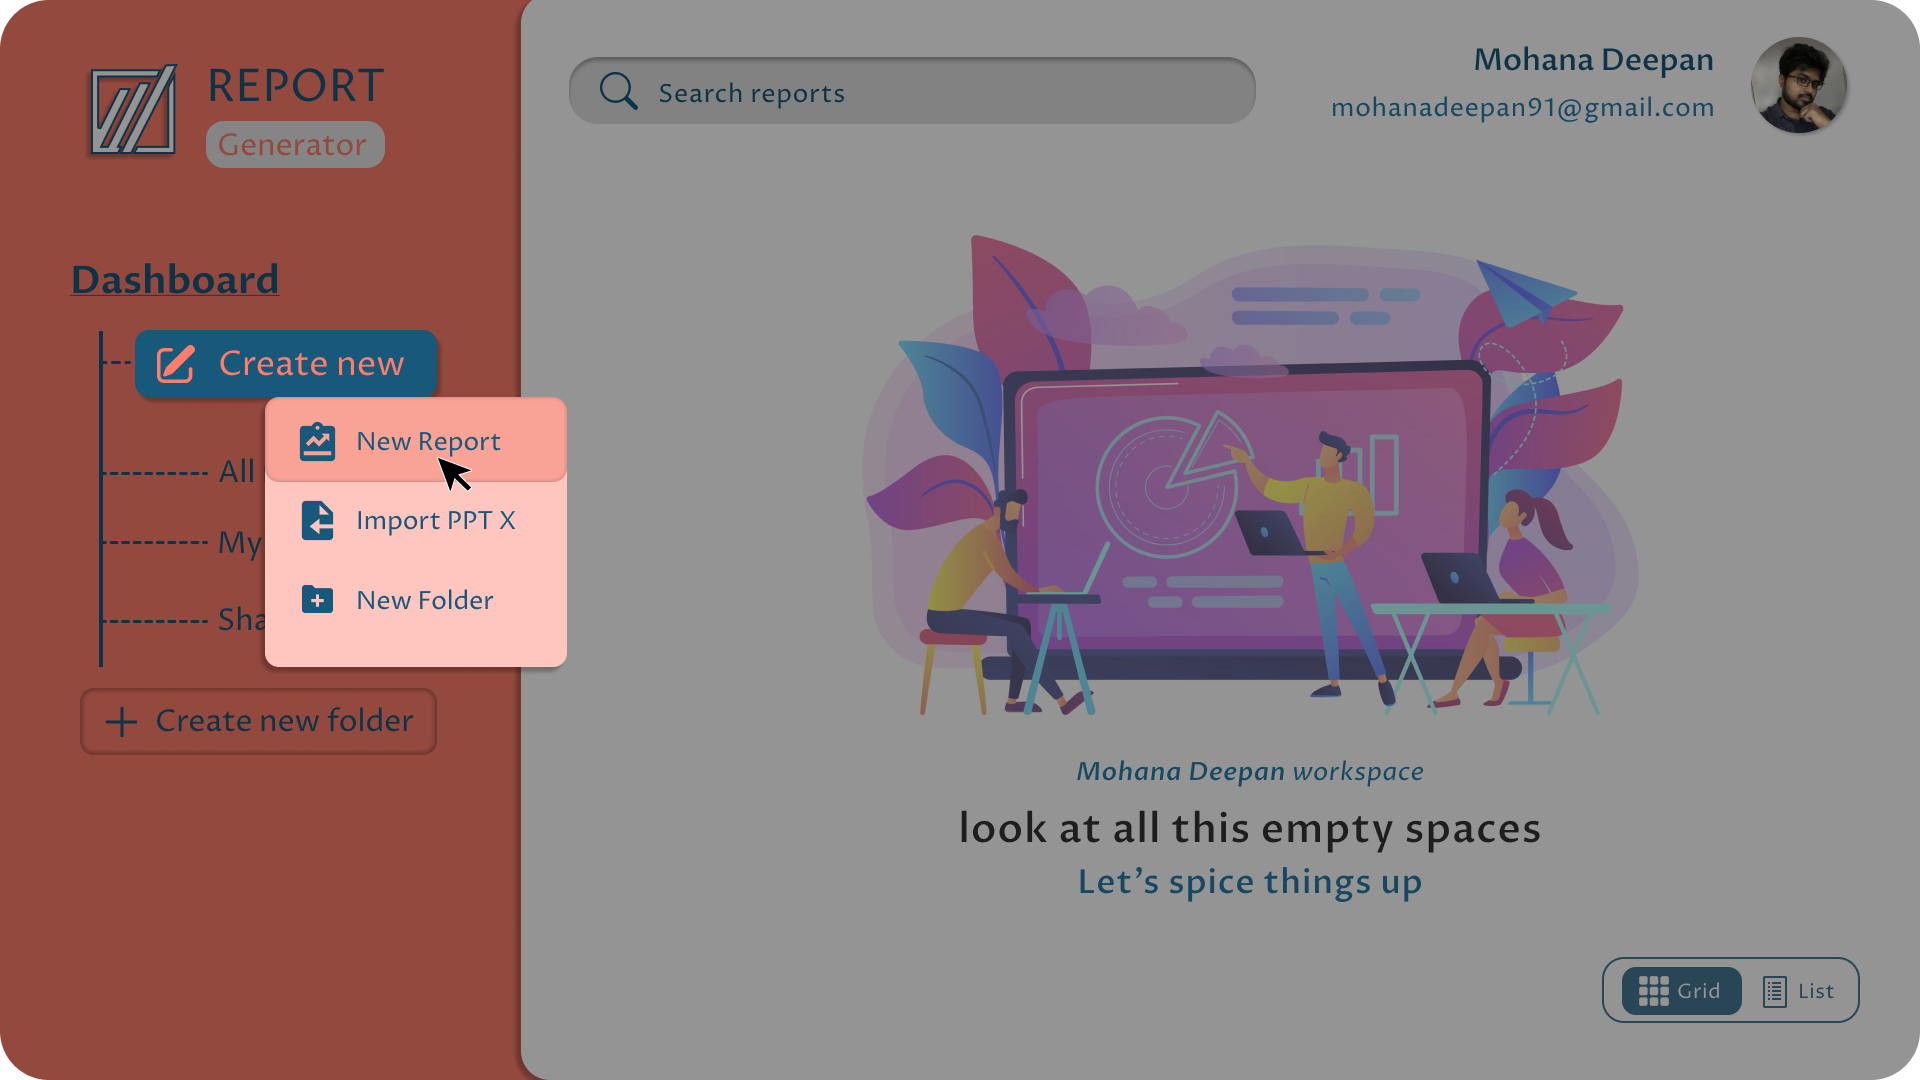 REPORT
Generator
Search reports
Mohana Deepan
mohanadeepan91@gmail.com
Dashboard
Create new
New Report
All
Import PPT X
My
New Folder
Sha
Create new folder
Mohana Deepan workspace
look at all this empty spaces
Let's spice things up
Grid
List